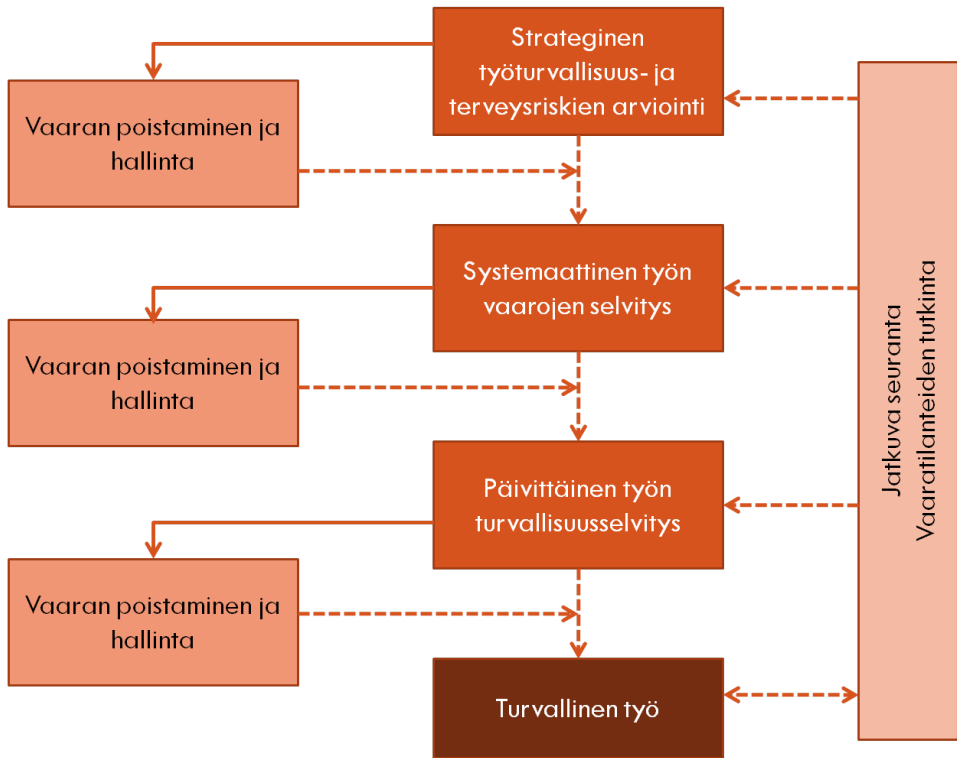 Strateginen
työturvallisuus- ja
terveysriskien arviointi
Vaaran poistaminen ja
hallinta
Systemaattinen työn
vaarojen selvitys
Vaaran poistaminen ja
hallinta
Päivittäinen työn
turvallisuusselvitys
Vaaran poistaminen ja
hallinta
Turvallinen työ
Jatkuva seuranta
Vaaratilanteiden tutkinta